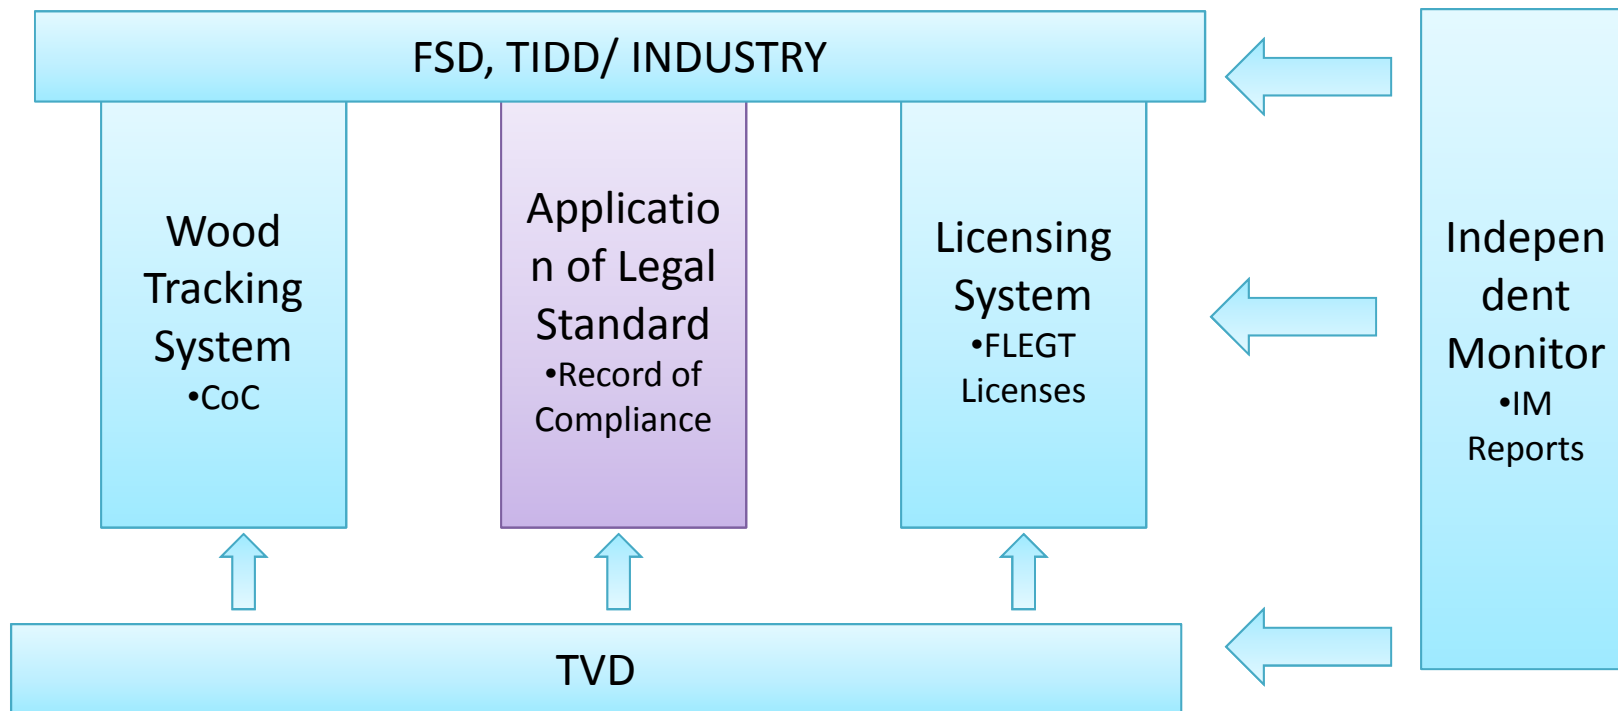 FSD, TIDD/ INDUSTRY
Wood
Tracking
System
•CoC
Applicatio
n of Legal
Standard
•Record of
Compliance
Licensing
System
•FLEGT
Licenses
Indepen
dent
Monitor
•IM
Reports
TVD